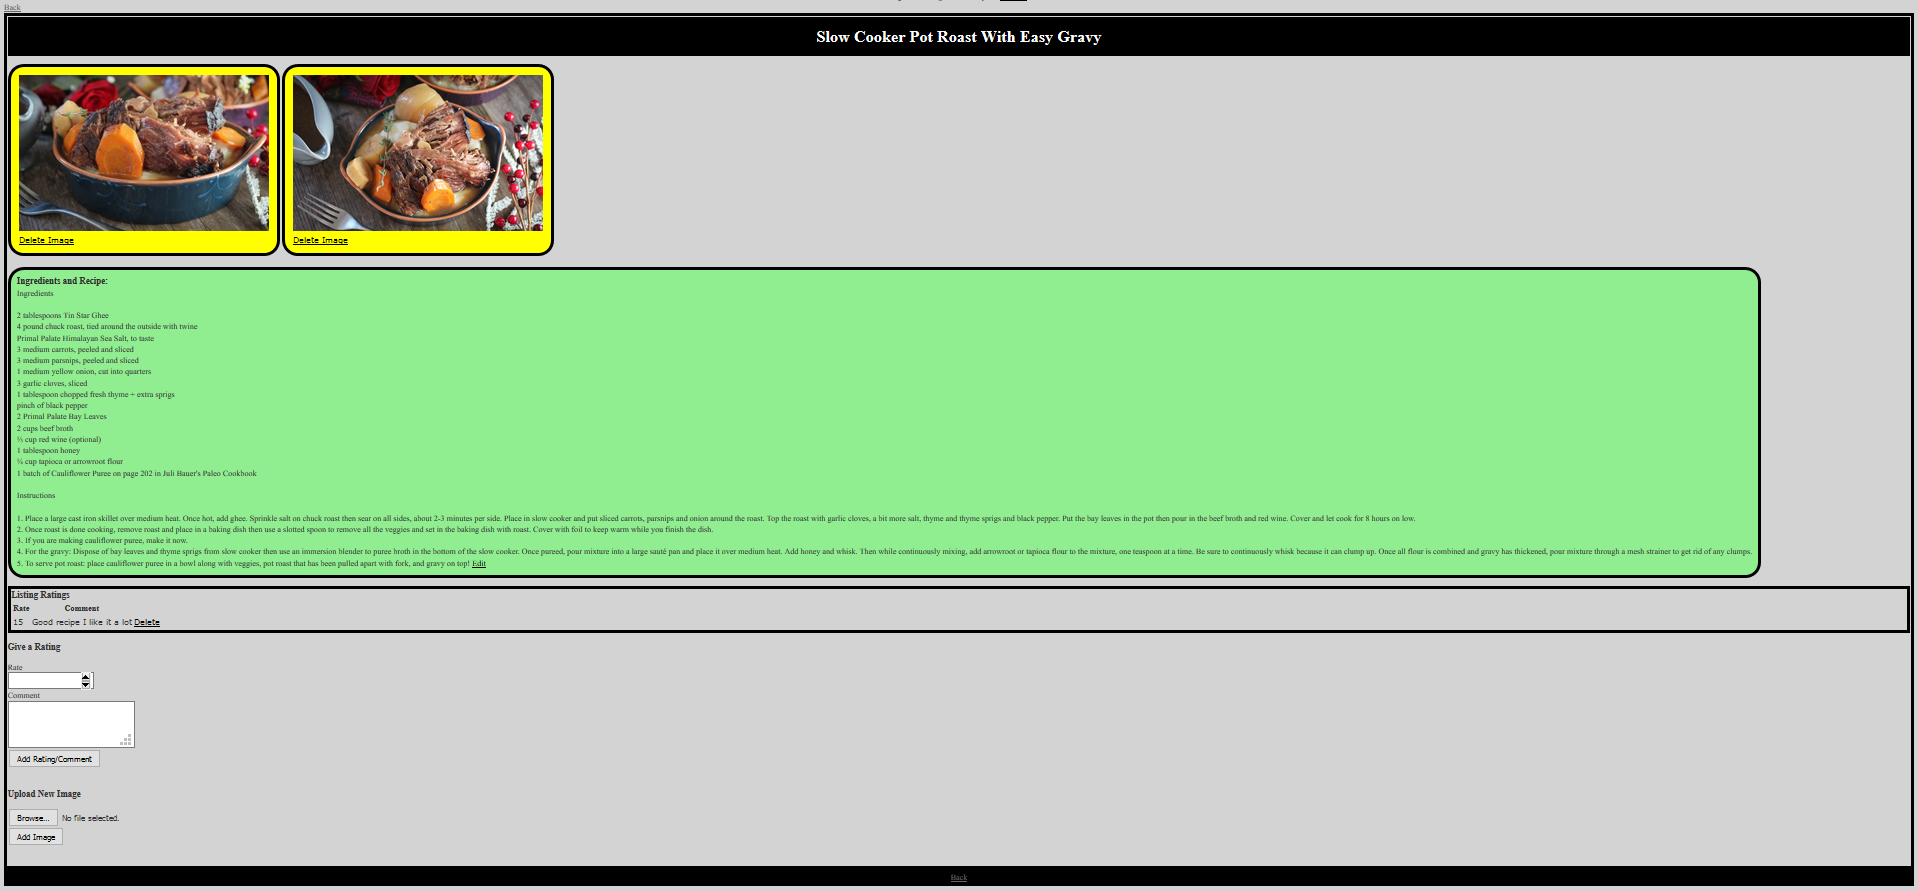 Back
Slow Cooker Pot Roast With Easy Gravy
Delete Image
Delete Image
Ingredients and Recipe:
Ingredients
2 tablespoons Tin Star Ghee
4 pound chuck roast, tied around the outside with twine
Primal Palate Himalayan Sea Salt, to taste
3 medium carrots, peeled and sliced
3 medium parsnips, peeled and sliced
1 medium yellow onion, cut into quarters
3 garlic cloves, sliced
1 tablespoon chopped fresh thyme + extra sprigs
pinch of black pepper
2 Primal Palate Bay Leaves
2 cups beef broth
cup red wine (optional)
1 tablespoon honey
cup tapioca or arrowroot flour
1 batch of Cauliflower Puree on page 202 in Juli Bauer's Paleo Cookbook
Instructions
1. Place a large cast iron skillet over medium heat. Once hot, add ghee. Sprinkle salt on chuck roast then sear on all sides, about 2-3 minutes per side. Place in slow cooker and put sliced carrots, parsnips and onion around the roast. Top the roast with garlic cloves, a bit more salt, thyme and thyme sprigs and black pepper. Put the bay leaves in the pot then pour in the beef broth and red wine. Cover and let cook for 8 hours on low.
2. Once roast is done cooking, remove roast and place in a baking dish then use a slotted spoon to remove all the veggies and set in the baking dish with roast. Cover with foil to keep warm while you finish the dish.
3. If you are making cauliflower puree, make it now.
4. For the gravy: Dispose of bay leaves and thyme sprigs from slow cooker then use an immersion blender to puree broth in the bottom of the slow cooker. Once pureed, pour mixture into a large sauté pan and place it over medium heat. Add honey and whisk. Then while continuously mixing, add arrowroot or tapioca flour to the mixture, one teaspoon at a time. Be sure to continuously whisk because it can clump up. Once all flour is combined and gravy has thickened, pour mixture through a mesh strainer to get rid of any clumps.
5. To serve pot roast: place cauliflower puree in a bowl along with veggies, pot roast that has been pulled apart with fork, and gravy on top! Edit
Listing Ratings
Rate Comment
15 Good recipe I like it a lot Delete
Give a Rating
Rate
Comment
Add Rating/Comment
Upload New Image
Browse... No file selected.
Add Image
Back